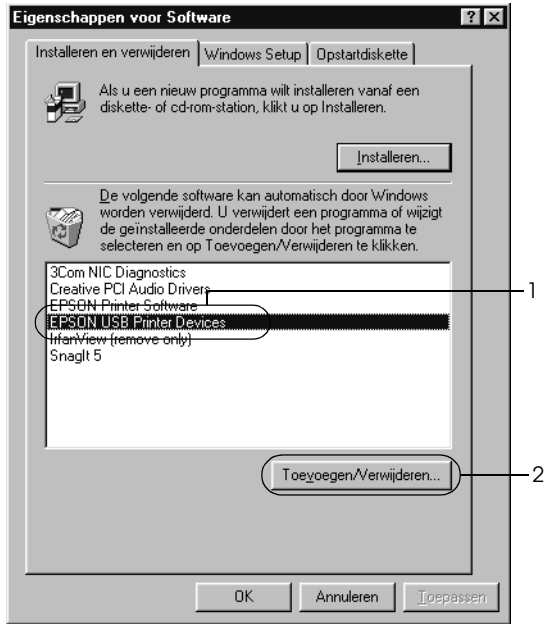 Eigenschappen voor Software
Installeren en verwijderen
Windows Setup
Opstartdiskette
Als u een nieuw programma wilt installeren vanaf een
diskette- of cd-rom-station, klikt u op Installeren.
Installeren...
De volgende software kan automatisch door Windows
worden verwijderd. U verwijdert een programma of wijzigt
de geïnstalleerde onderdelen door het programma te
selecteren en op Toevoegen/Verwijderen te klikken.
3Com NIC Diagnostics
Creative PCI Audio Drivers
EPSON Printer Software
1
EPSON USB Printer Devices
IrfanView (remove only)
SnagIt 5
Toevoegen/Verwijderen...
2
OK
Annuleren
Toepassen